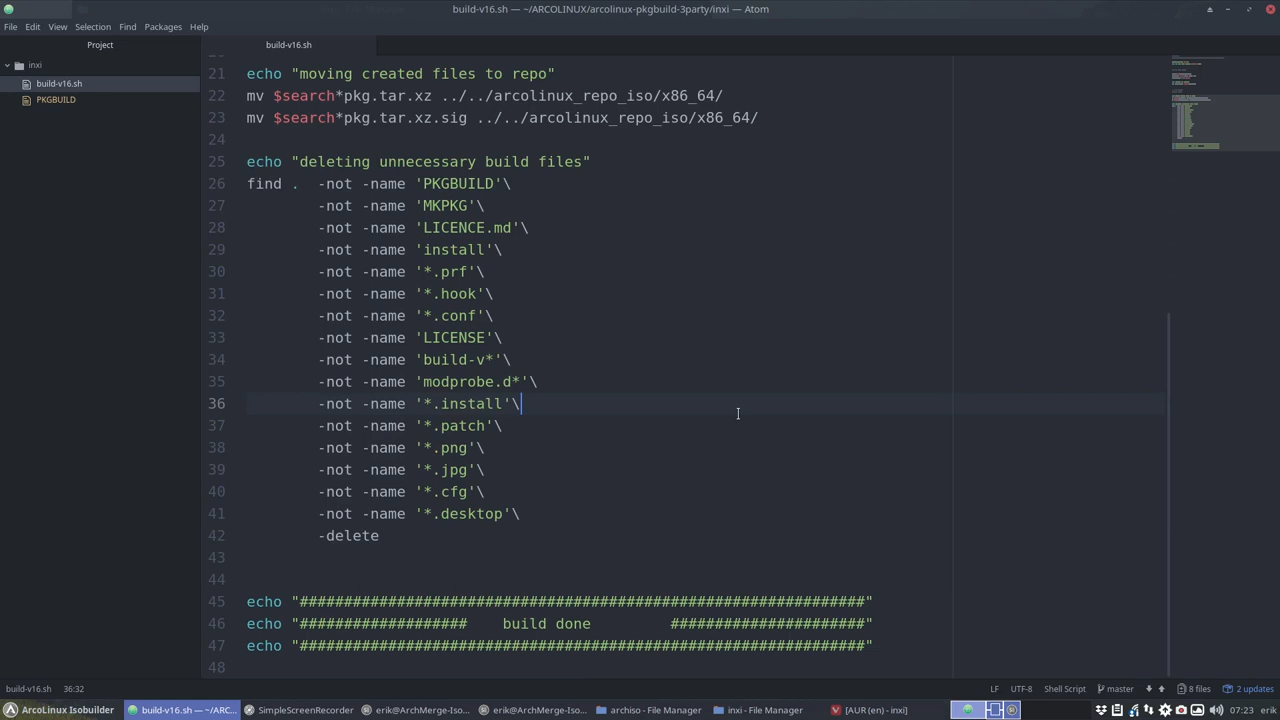 build-v16.sh — ~/ARCOLINUX/arcolinux-pkgbuild-3party/inxi — Atom
File Edit View Selection Find Packages Help
Project
build-v16.sh
inxi
build-v16.sh
PKGBUILD
21 echo "moving created files to repo"
22 mv $search*pkg.tar.xz ../../arcolinux_repo_iso/x86_64/
23 mv $search*pkg.tar.xz.sig ../../arcolinux_repo_iso/x86_64/
24
25 echo "deleting unnecessary build files"
26 find . -not -name 'PKGBUILD'\
27 -not -name 'MKPKG'\
28 -not -name 'LICENCE.md'\
29 -not -name 'install'\
30 -not -name '*.prf'\
31 -not -name '*.hook'\
32 -not -name '*.conf'\
33 -not -name 'LICENSE'\
34 -not -name 'build-v*'\
35 -not -name 'modprobe.d*'\
36 -not -name '*.install'\
37 -not -name '*.patch'\
38 -not -name '*.png'\
39 -not -name '*.jpg'\
40 -not -name '*.cfg'\
41 -not -name '*.desktop'\
42 -delete
43
44
45 echo "################################################################"
46 echo "###################    build done         ######################"
47 echo "################################################################"
48
build-v16.sh 36:32 LF UTF-8 Shell Script master 8 files 2 updates
ArcoLinux Isobuilder build-v16.sh — ~/ARC... SimpleScreenRecorder erik@ArchMerge-Iso... erik@ArchMerge-Iso... archiso - File Manager inxi - File Manager [AUR (en) - inxi] 07:23 erik